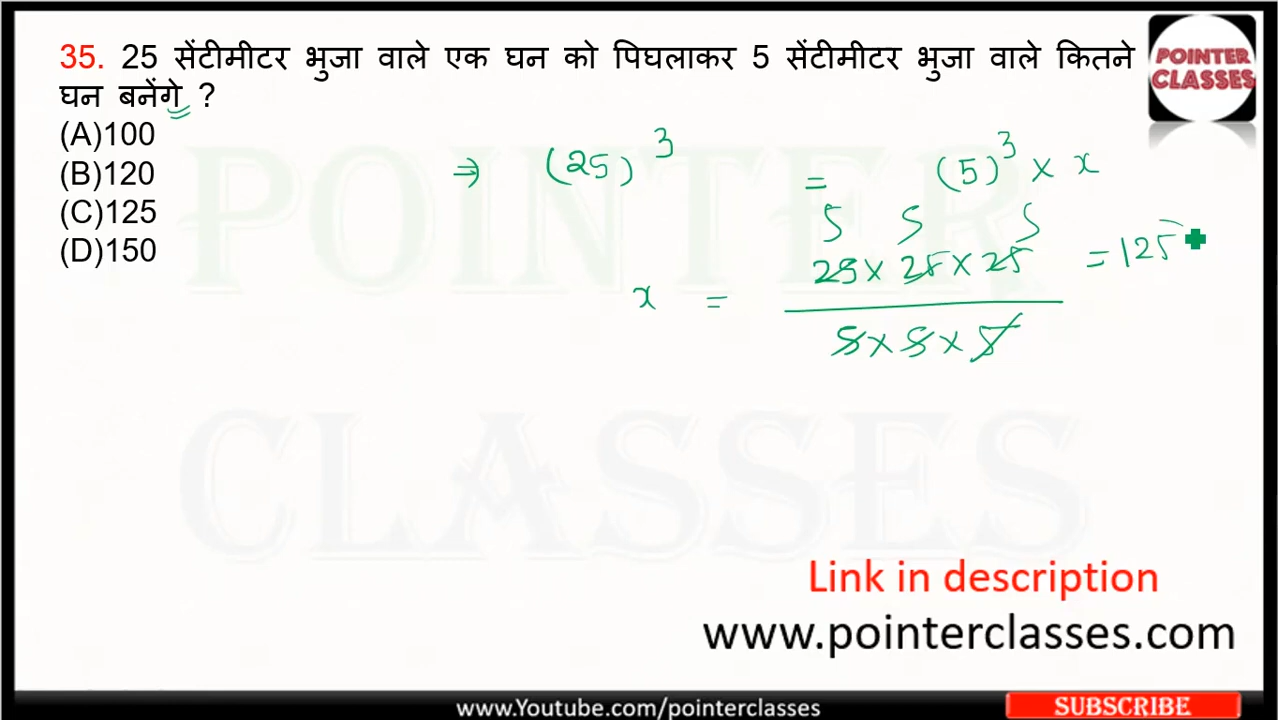 35. 25 सेंटीमीटर भुजा वाले एक घन को पिघलाकर 5 सेंटीमीटर भुजा वाले कितने
घन बनेंगे ?
(A)100
(B)120
(C)125
(D)150
⇒ (25)³ = (5)³ × x
5 5 5
x = 25 × 25 × 25 = 125
5 × 5 × 5
POINTER
CLASSES
POINTER
CLASSES
Link in description
www.pointerclasses.com
www.Youtube.com/pointerclasses
SUBSCRIBE